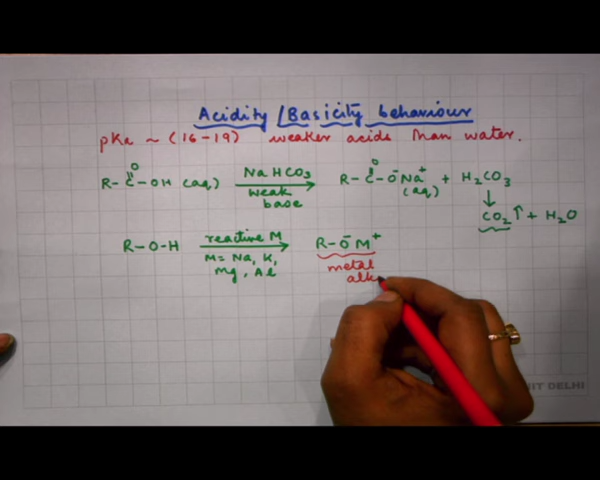 Acidity / Basicity behaviour
pKa ~ (16-19) weaker acids than water.
R-C(=O)-OH (aq) NaHCO3 weak base → R-C(=O)-O⁻Na⁺ (aq) + H2CO3
↓
CO2↑ + H2O
R-O-H reactive M → R-O⁻M⁺
M = Na, K, Mg, Al
metal
alk
IIT DELHI